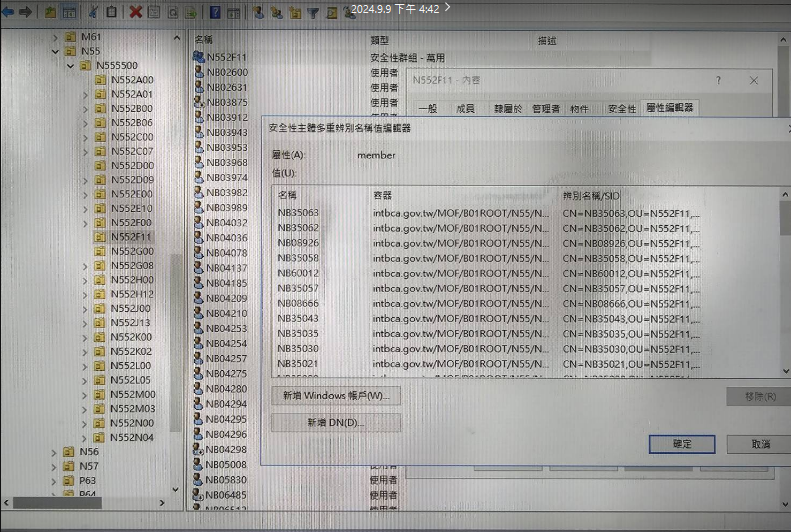 2024.9.9 下午 4:42
M61
N55
N555500
N552A00
N552A01
N552B00
N552B06
N552C00
N552C07
N552D00
N552D09
N552E00
N552E10
N552F00
N552F11
N552G00
N552G08
N552H00
N552H12
N552J00
N552J13
N552K00
N552K02
N552L00
N552L05
N552M00
N552M03
N552N00
N552N04
N56
N57
P63
P64
名稱 類型 描述
N552F11 安全性群組 - 萬用
NB02600 使用者
NB02631 使用者
NB03875 使用者
NB03912
NB03943
NB03953
NB03968
NB03974
NB03982
NB03989
NB04032
NB04036
NB04078
NB04137
NB04185
NB04209
NB04210
NB04253
NB04254
NB04257
NB04275
NB04280
NB04294
NB04295
NB04296
NB04298
NB05008 使用者
NB05830 使用者
NB06485 使用者
N552F11 - 內容 ?
一般 成員 隸屬於 管理者 物件 安全性 屬性編輯器
安全性主體多重辨別名稱值編輯器
屬性(A): member
值(U):
名稱 容器 辨別名稱/SID
NB35063 intbca.gov.tw/MOF/B01ROOT/N55/N... CN=NB35063,OU=N552F11,...
NB35062 intbca.gov.tw/MOF/B01ROOT/N55/N... CN=NB35062,OU=N552F11,...
NB08926 intbca.gov.tw/MOF/B01ROOT/N55/N... CN=NB08926,OU=N552F11,...
NB35058 intbca.gov.tw/MOF/B01ROOT/N55/N... CN=NB35058,OU=N552F11,...
NB60012 intbca.gov.tw/MOF/B01ROOT/N55/N... CN=NB60012,OU=N552F11,...
NB35057 intbca.gov.tw/MOF/B01ROOT/N55/N... CN=NB35057,OU=N552F11,...
NB08666 intbca.gov.tw/MOF/B01ROOT/N55/N... CN=NB08666,OU=N552F11,...
NB35043 intbca.gov.tw/MOF/B01ROOT/N55/N... CN=NB35043,OU=N552F11,...
NB35035 intbca.gov.tw/MOF/B01ROOT/N55/N... CN=NB35035,OU=N552F11,...
NB35030 intbca.gov.tw/MOF/B01ROOT/N55/N... CN=NB35030,OU=N552F11,...
NB35021 intbca.gov.tw/MOF/B01ROOT/N55/N... CN=NB35021,OU=N552F11,...
新增 Windows 帳戶(W)... 移除(R)
新增 DN(D)...
確定 取消